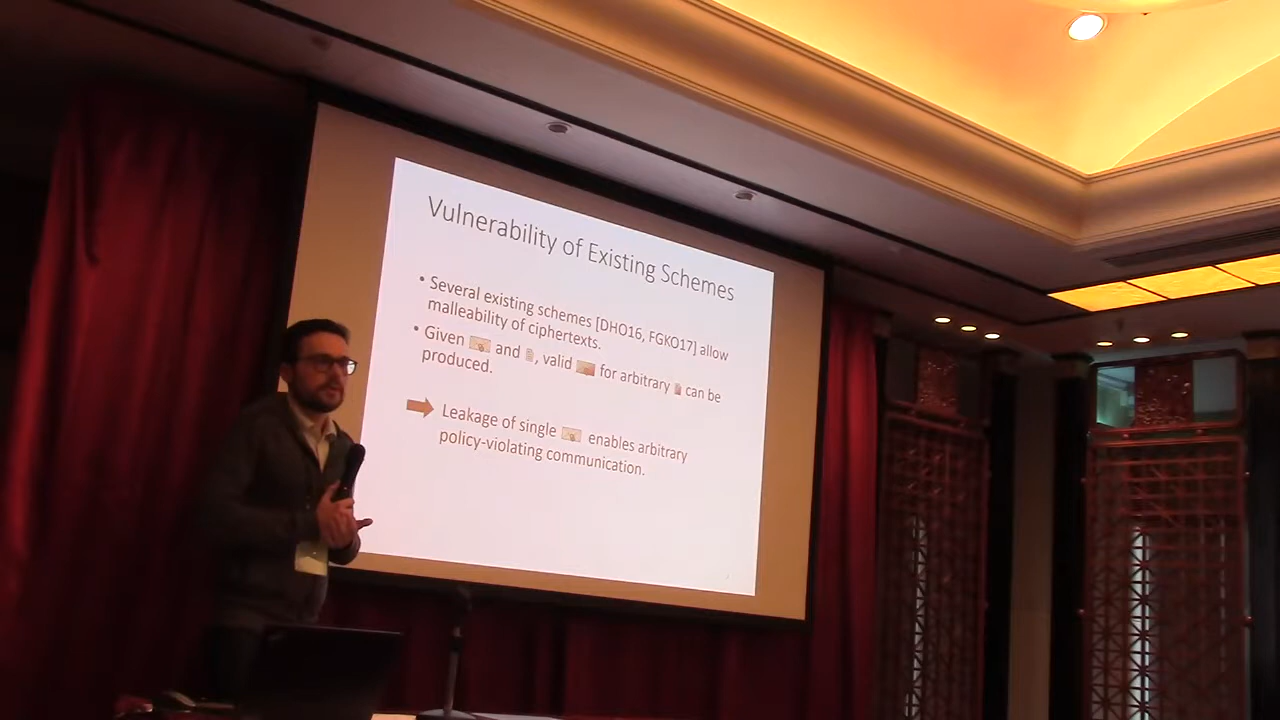 Vulnerability of Existing Schemes
• Several existing schemes [DHO16, FGKO17] allow
malleability of ciphertexts.
• Given and , valid for arbitrary can be
produced.
Leakage of single enables arbitrary
policy-violating communication.